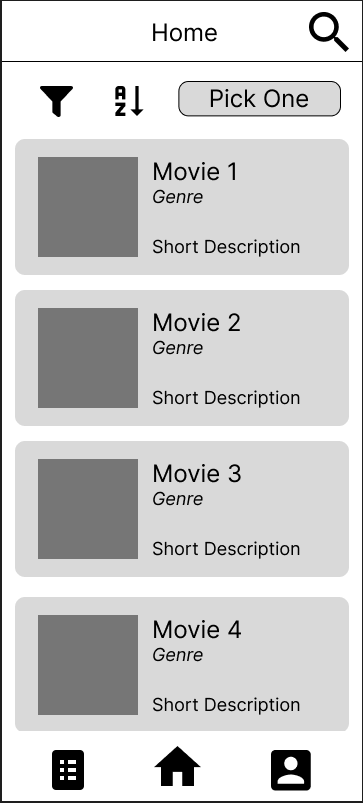 Home
A
Z
Pick One
Movie 1
Genre
Short Description
Movie 2
Genre
Short Description
Movie 3
Genre
Short Description
Movie 4
Genre
Short Description